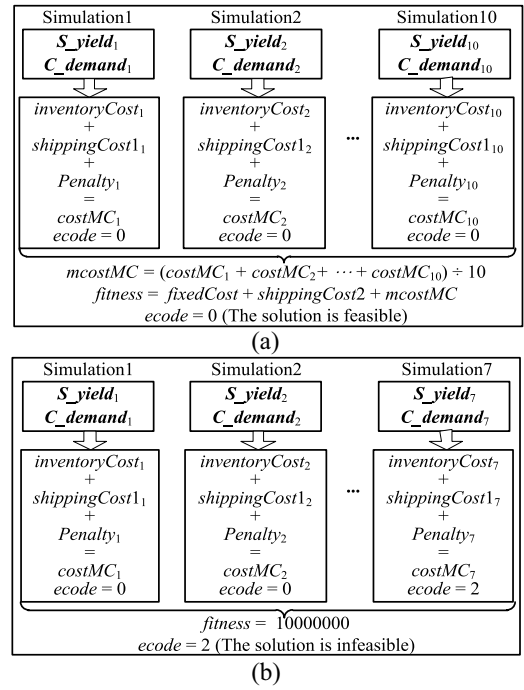 Simulation1 Simulation2 Simulation10
S_yield₁ S_yield₂ S_yield₁₀
C_demand₁ C_demand₂ C_demand₁₀
inventoryCost₁ inventoryCost₂ inventoryCost₁₀
+ + +
shippingCost1₁ shippingCost1₂ shippingCost1₁₀
+ + ... +
Penalty₁ Penalty₂ Penalty₁₀
= = =
costMC₁ costMC₂ costMC₁₀
ecode = 0 ecode = 0 ecode = 0
mcostMC = (costMC₁ + costMC₂+ ⋯ + costMC₁₀) ÷ 10
fitness = fixedCost + shippingCost2 + mcostMC
ecode = 0 (The solution is feasible)
(a)
Simulation1 Simulation2 Simulation7
S_yield₁ S_yield₂ S_yield₇
C_demand₁ C_demand₂ C_demand₇
inventoryCost₁ inventoryCost₂ inventoryCost₇
+ + +
shippingCost1₁ shippingCost1₂ ... shippingCost1₇
+ + +
Penalty₁ Penalty₂ Penalty₇
= = =
costMC₁ costMC₂ costMC₇
ecode = 0 ecode = 0 ecode = 2
fitness = 10000000
ecode = 2 (The solution is infeasible)
(b)